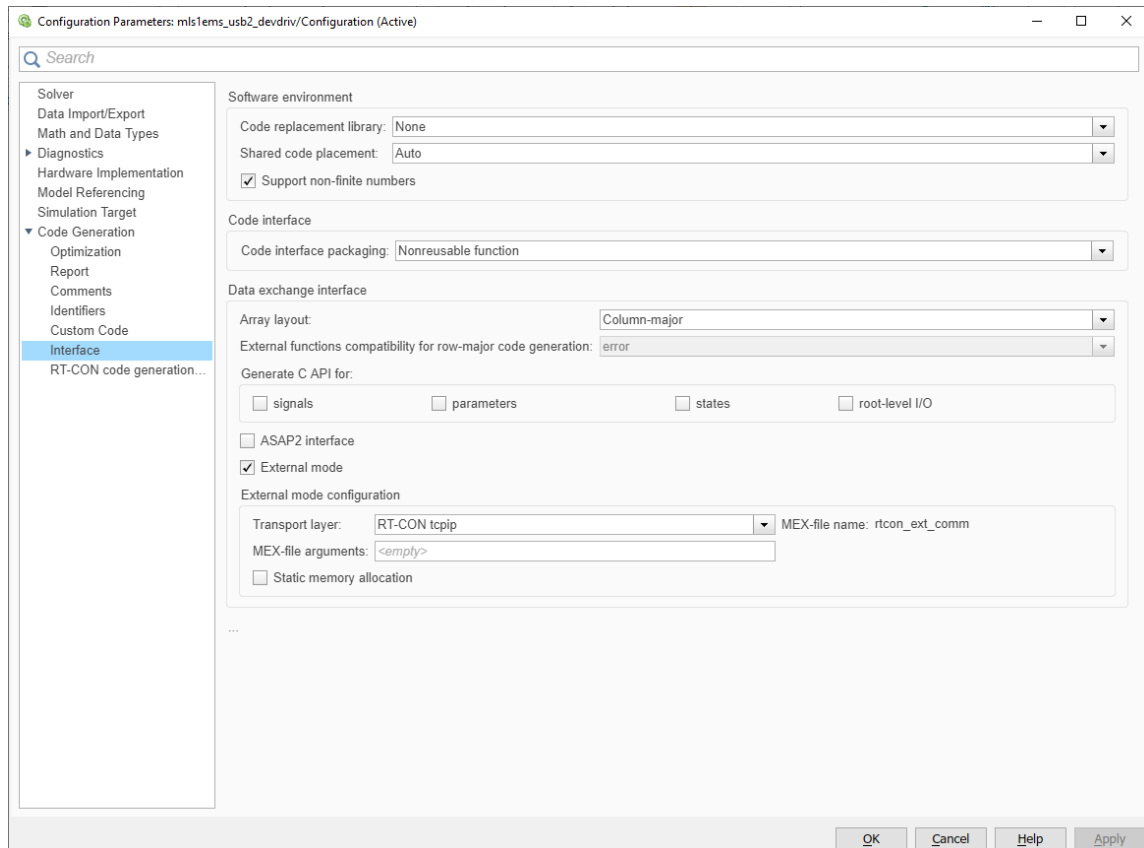 Configuration Parameters: mls1ems_usb2_devdriv/Configuration (Active)
Search
Solver
Data Import/Export
Math and Data Types
Diagnostics
Hardware Implementation
Model Referencing
Simulation Target
Code Generation
Optimization
Report
Comments
Identifiers
Custom Code
Interface
RT-CON code generation...
Software environment
Code replacement library: None
Shared code placement: Auto
Support non-finite numbers
Code interface
Code interface packaging: Nonreusable function
Data exchange interface
Array layout: Column-major
External functions compatibility for row-major code generation: error
Generate C API for:
signals parameters states root-level I/O
ASAP2 interface
External mode
External mode configuration
Transport layer: RT-CON tcpip MEX-file name: rtcon_ext_comm
MEX-file arguments: <empty>
Static memory allocation
...
OK Cancel Help Apply